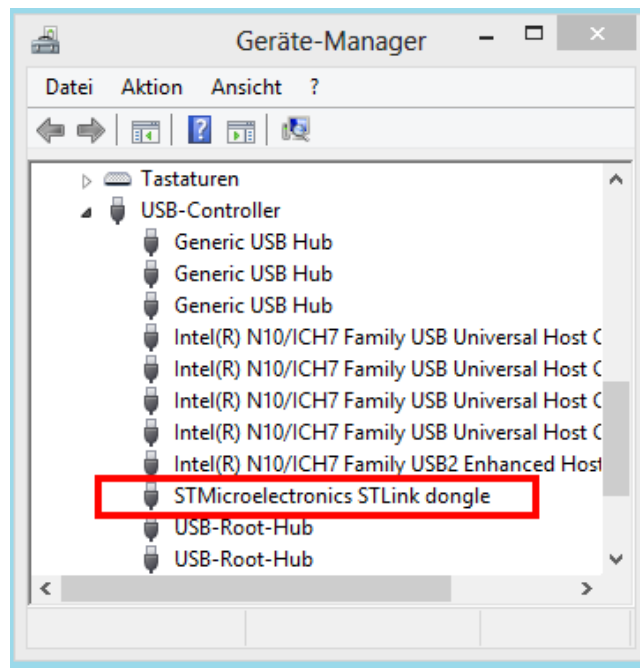 Geräte-Manager
Datei Aktion Ansicht ?
Tastaturen
USB-Controller
Generic USB Hub
Generic USB Hub
Generic USB Hub
Intel(R) N10/ICH7 Family USB Universal Host C
Intel(R) N10/ICH7 Family USB Universal Host C
Intel(R) N10/ICH7 Family USB Universal Host C
Intel(R) N10/ICH7 Family USB Universal Host C
Intel(R) N10/ICH7 Family USB2 Enhanced Host
STMicroelectronics STLink dongle
USB-Root-Hub
USB-Root-Hub